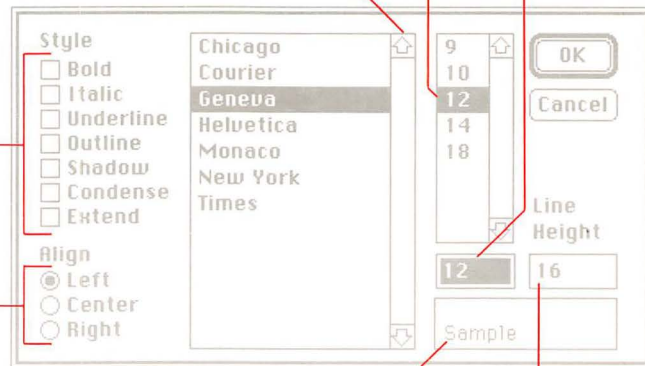 Style
Bold
Italic
Underline
Outline
Shadow
Condense
Extend
Align
Left
Center
Right
Chicago
Courier
Geneva
Helvetica
Monaco
New York
Times
9
10
12
14
18
12
Sample
OK
Cancel
Line
Height
16